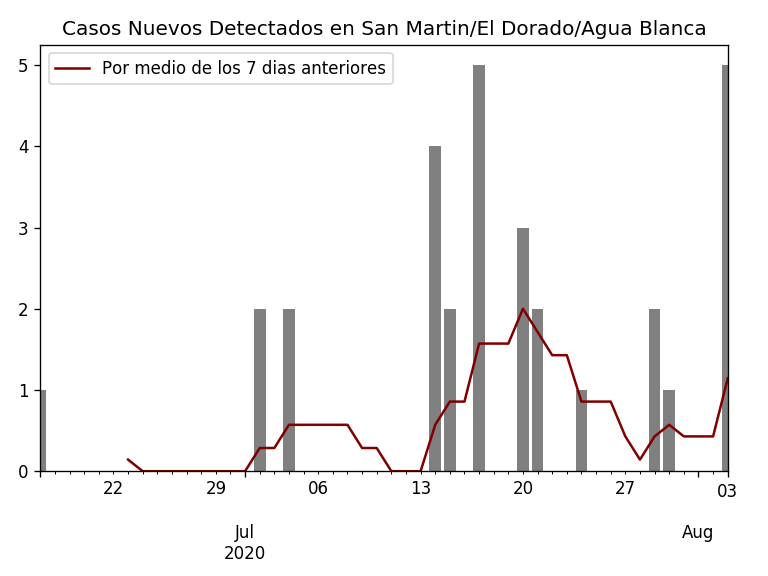 Casos Nuevos Detectados en San Martin/El Dorado/Agua Blanca
Por medio de los 7 dias anteriores
5
4
3
2
1
0
22 29 06 13 20 27 03
Jul Aug
2020